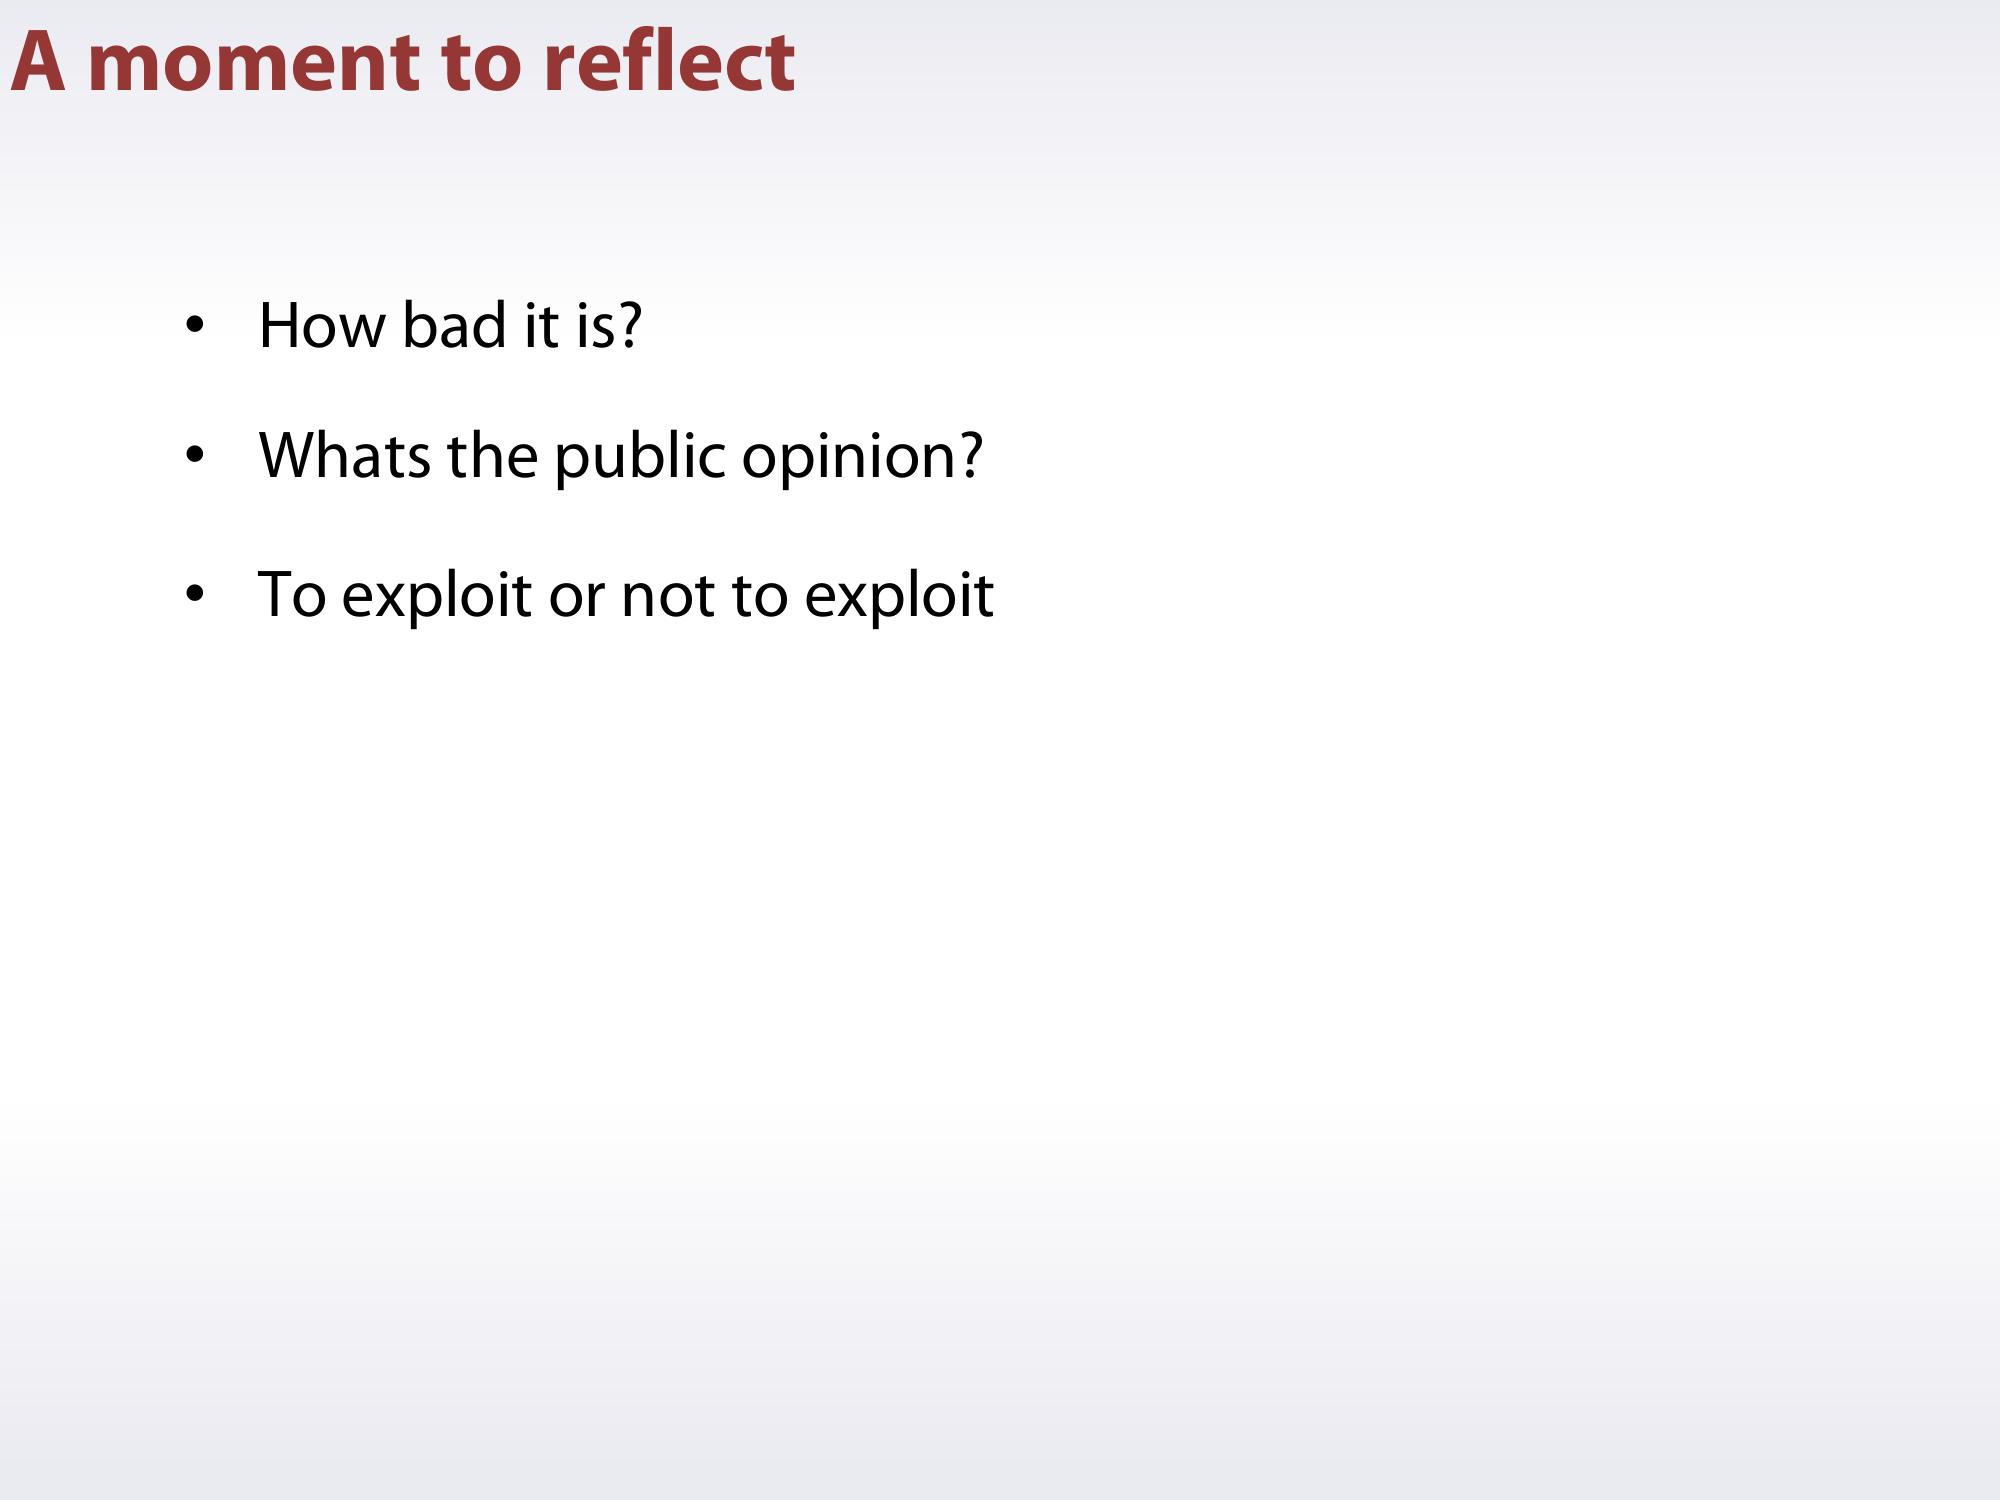 A moment to reflect
• How bad it is?
• Whats the public opinion?
• To exploit or not to exploit